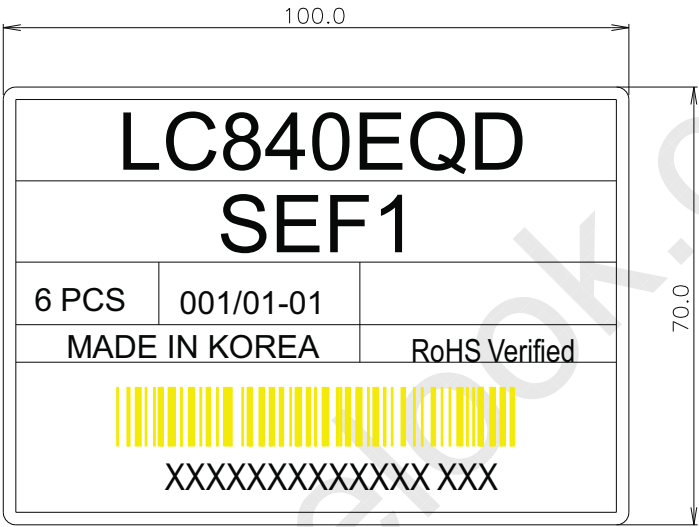 100.0
LC840EQD
SEF1
6 PCS 001/01-01
MADE IN KOREA RoHS Verified
70.0
XXXXXXXXXXXXX XXX